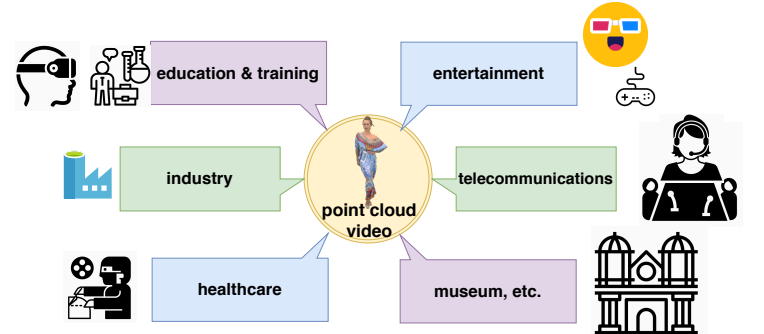 education & training
entertainment
industry
telecommunications
point cloud
video
healthcare
museum, etc.